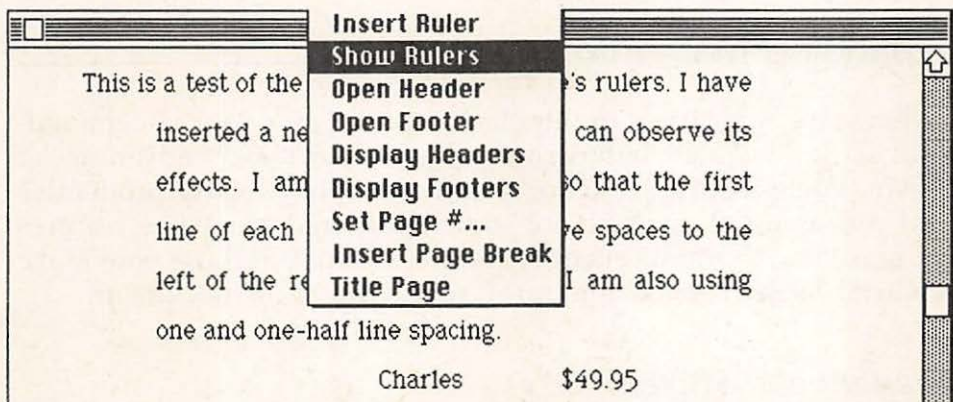 Insert Ruler
Show Rulers
Open Header
Open Footer
Display Headers
Display Footers
Set Page #...
Insert Page Break
Title Page
This is a test of the 's rulers. I have
inserted a ne can observe its
effects. I am so that the first
line of each e spaces to the
left of the re I am also using
one and one-half line spacing.
Charles $49.95